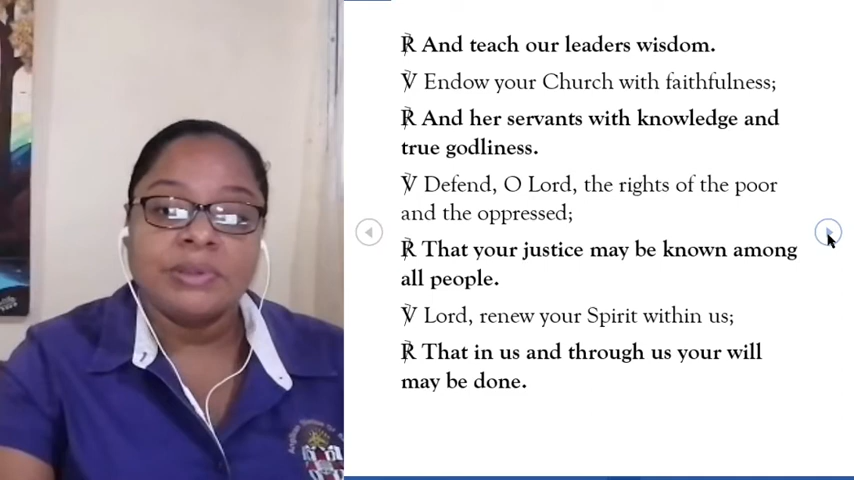 ℟ And teach our leaders wisdom.
℣ Endow your Church with faithfulness;
℟ And her servants with knowledge and
true godliness.
℣ Defend, O Lord, the rights of the poor
and the oppressed;
℟ That your justice may be known among
all people.
℣ Lord, renew your Spirit within us;
℟ That in us and through us your will
may be done.